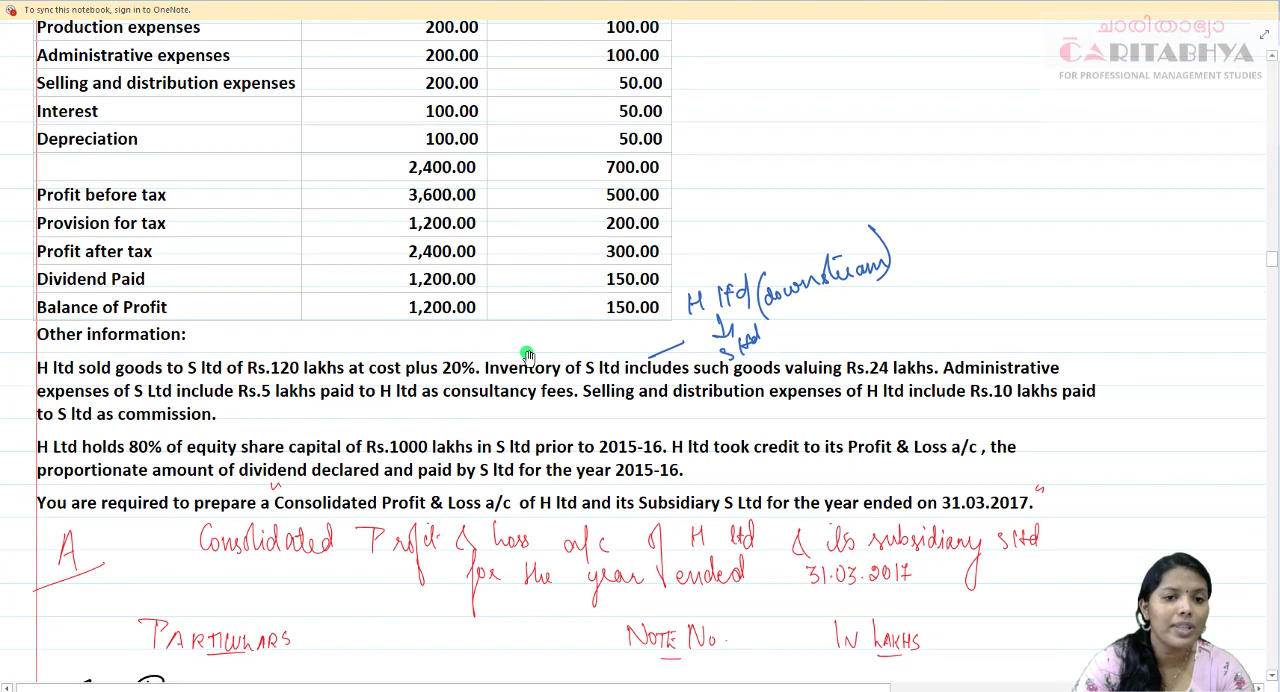 To sync this notebook, sign in to OneNote.
ചാരിതാഭ്യാ
CARITABHYA
FOR PROFESSIONAL MANAGEMENT STUDIES
Production expenses 200.00 100.00
Administrative expenses 200.00 100.00
Selling and distribution expenses 200.00 50.00
Interest 100.00 50.00
Depreciation 100.00 50.00
2,400.00 700.00
Profit before tax 3,600.00 500.00
Provision for tax 1,200.00 200.00
Profit after tax 2,400.00 300.00
Dividend Paid 1,200.00 150.00
Balance of Profit 1,200.00 150.00
H ltd (downstream)
S ltd
Other information:
H ltd sold goods to S ltd of Rs.120 lakhs at cost plus 20%. Inventory of S ltd includes such goods valuing Rs.24 lakhs. Administrative
expenses of S Ltd include Rs.5 lakhs paid to H ltd as consultancy fees. Selling and distribution expenses of H ltd include Rs.10 lakhs paid
to S ltd as commission.
H Ltd holds 80% of equity share capital of Rs.1000 lakhs in S ltd prior to 2015-16. H ltd took credit to its Profit & Loss a/c , the
proportionate amount of dividend declared and paid by S ltd for the year 2015-16.
You are required to prepare a "Consolidated Profit & Loss a/c of H ltd and its Subsidiary S Ltd for the year ended on 31.03.2017."
A Consolidated Profit & Loss a/c of H ltd & its subsidiary S ltd
for the year ended 31.03.2017
PARTICULARS NOTE NO. IN LAKHS